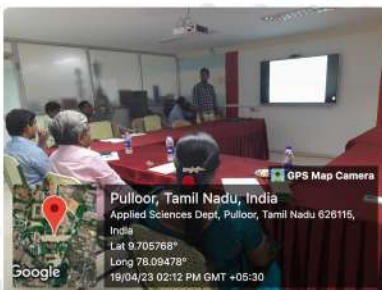 GPS Map Camera
Pulloor, Tamil Nadu, India
Applied Sciences Dept, Pulloor, Tamil Nadu 626115,
India
Lat 9.705768°
Long 78.09478°
19/04/23 02:12 PM GMT +05:30
Google